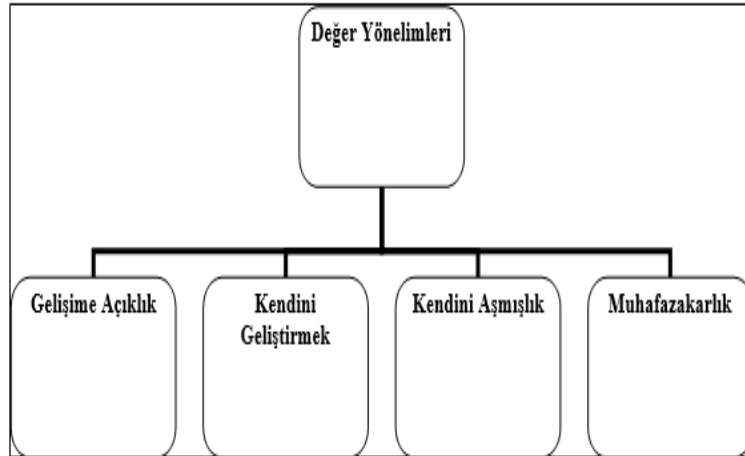 Değer Yönelimleri
Gelişime Açıklık
Kendini
Geliştirmek
Kendini Aşmışlık
Muhafazakarlık